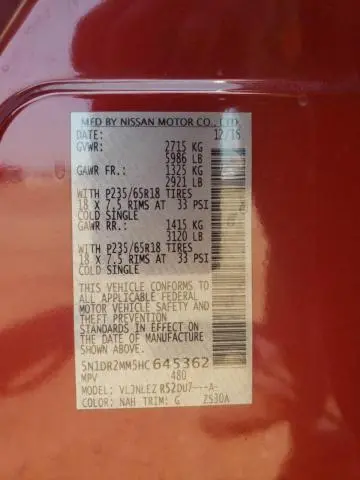 MFD BY NISSAN MOTOR CO., LTD.
DATE: 12/16
GVWR: 2715 KG
5986 LB
GAWR FR.: 1325 KG
2921 LB
WITH P235/65R18 TIRES
18 X 7.5 RIMS AT 33 PSI
COLD SINGLE
GAWR RR.: 1415 KG
3120 LB
WITH P235/65R18 TIRES
18 X 7.5 RIMS AT 33 PSI
COLD SINGLE
THIS VEHICLE CONFORMS TO
ALL APPLICABLE FEDERAL
MOTOR VEHICLE SAFETY AND
THEFT PREVENTION
STANDARDS IN EFFECT ON
THE DATE OF MANUFACTURE
5N1DR2MM5HC645362
MPV 480
MODEL: VLJNLEZ R52DU7---A-
COLOR: NAH TRIM: G ZS30A